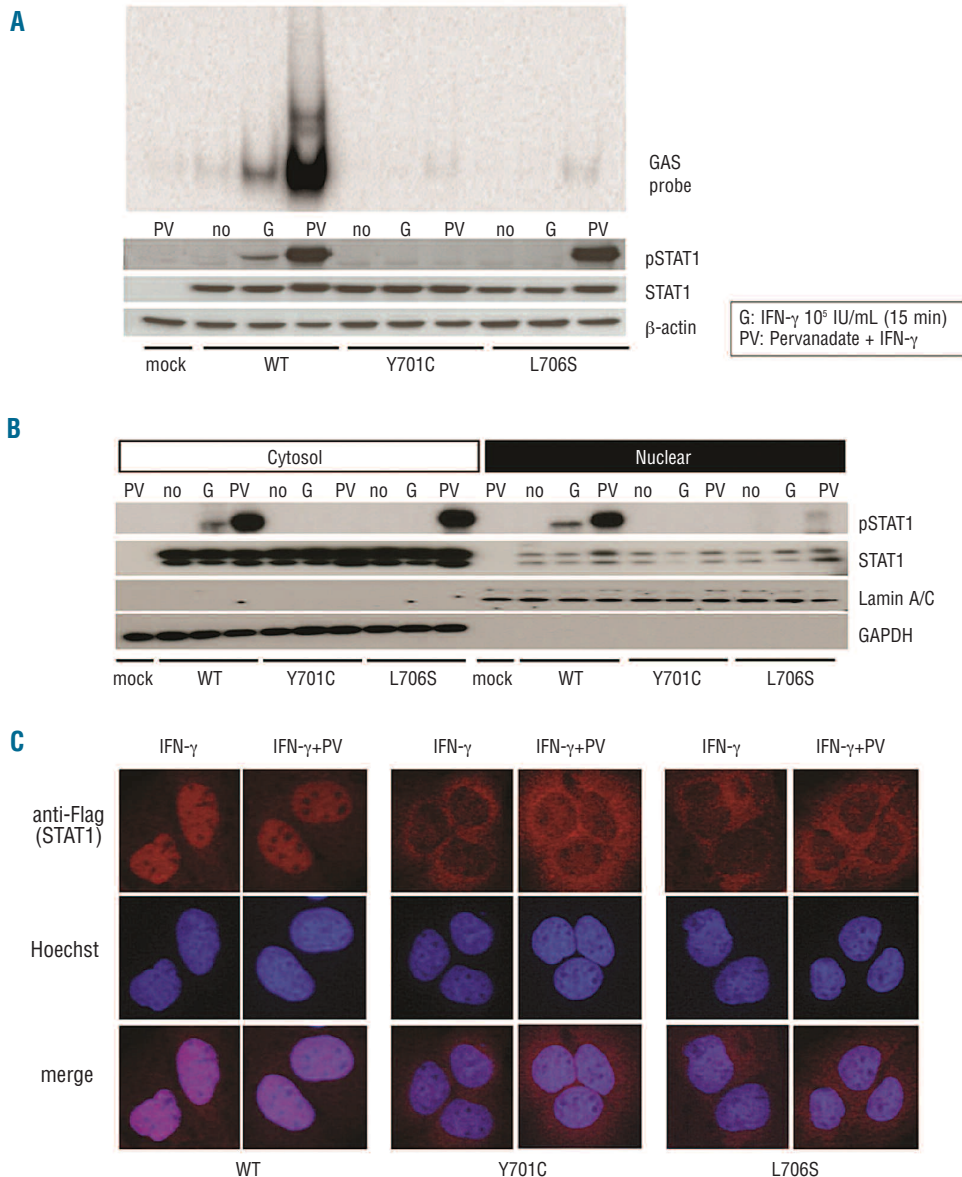 A
GAS
probe
PV no G PV no G PV no G PV
pSTAT1
STAT1
β-actin
mock WT Y701C L706S
G: IFN-γ 10⁵ IU/mL (15 min)
PV: Pervanadate + IFN-γ
B
Cytosol Nuclear
PV no G PV no G PV no G PV PV no G PV no G PV no G PV
pSTAT1
STAT1
Lamin A/C
GAPDH
mock WT Y701C L706S mock WT Y701C L706S
C
IFN-γ IFN-γ+PV IFN-γ IFN-γ+PV IFN-γ IFN-γ+PV
anti-Flag
(STAT1)
Hoechst
merge
WT Y701C L706S